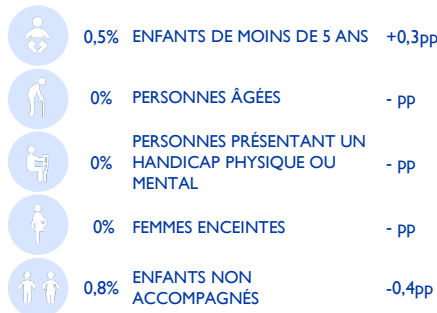 0,5% ENFANTS DE MOINS DE 5 ANS +0,3pp
0% PERSONNES ÂGÉES - pp
PERSONNES PRÉSENTANT UN
0% HANDICAP PHYSIQUE OU - pp
MENTAL
0% FEMMES ENCEINTES - pp
ENFANTS NON
0,8% ACCOMPAGNÉS -0,4pp